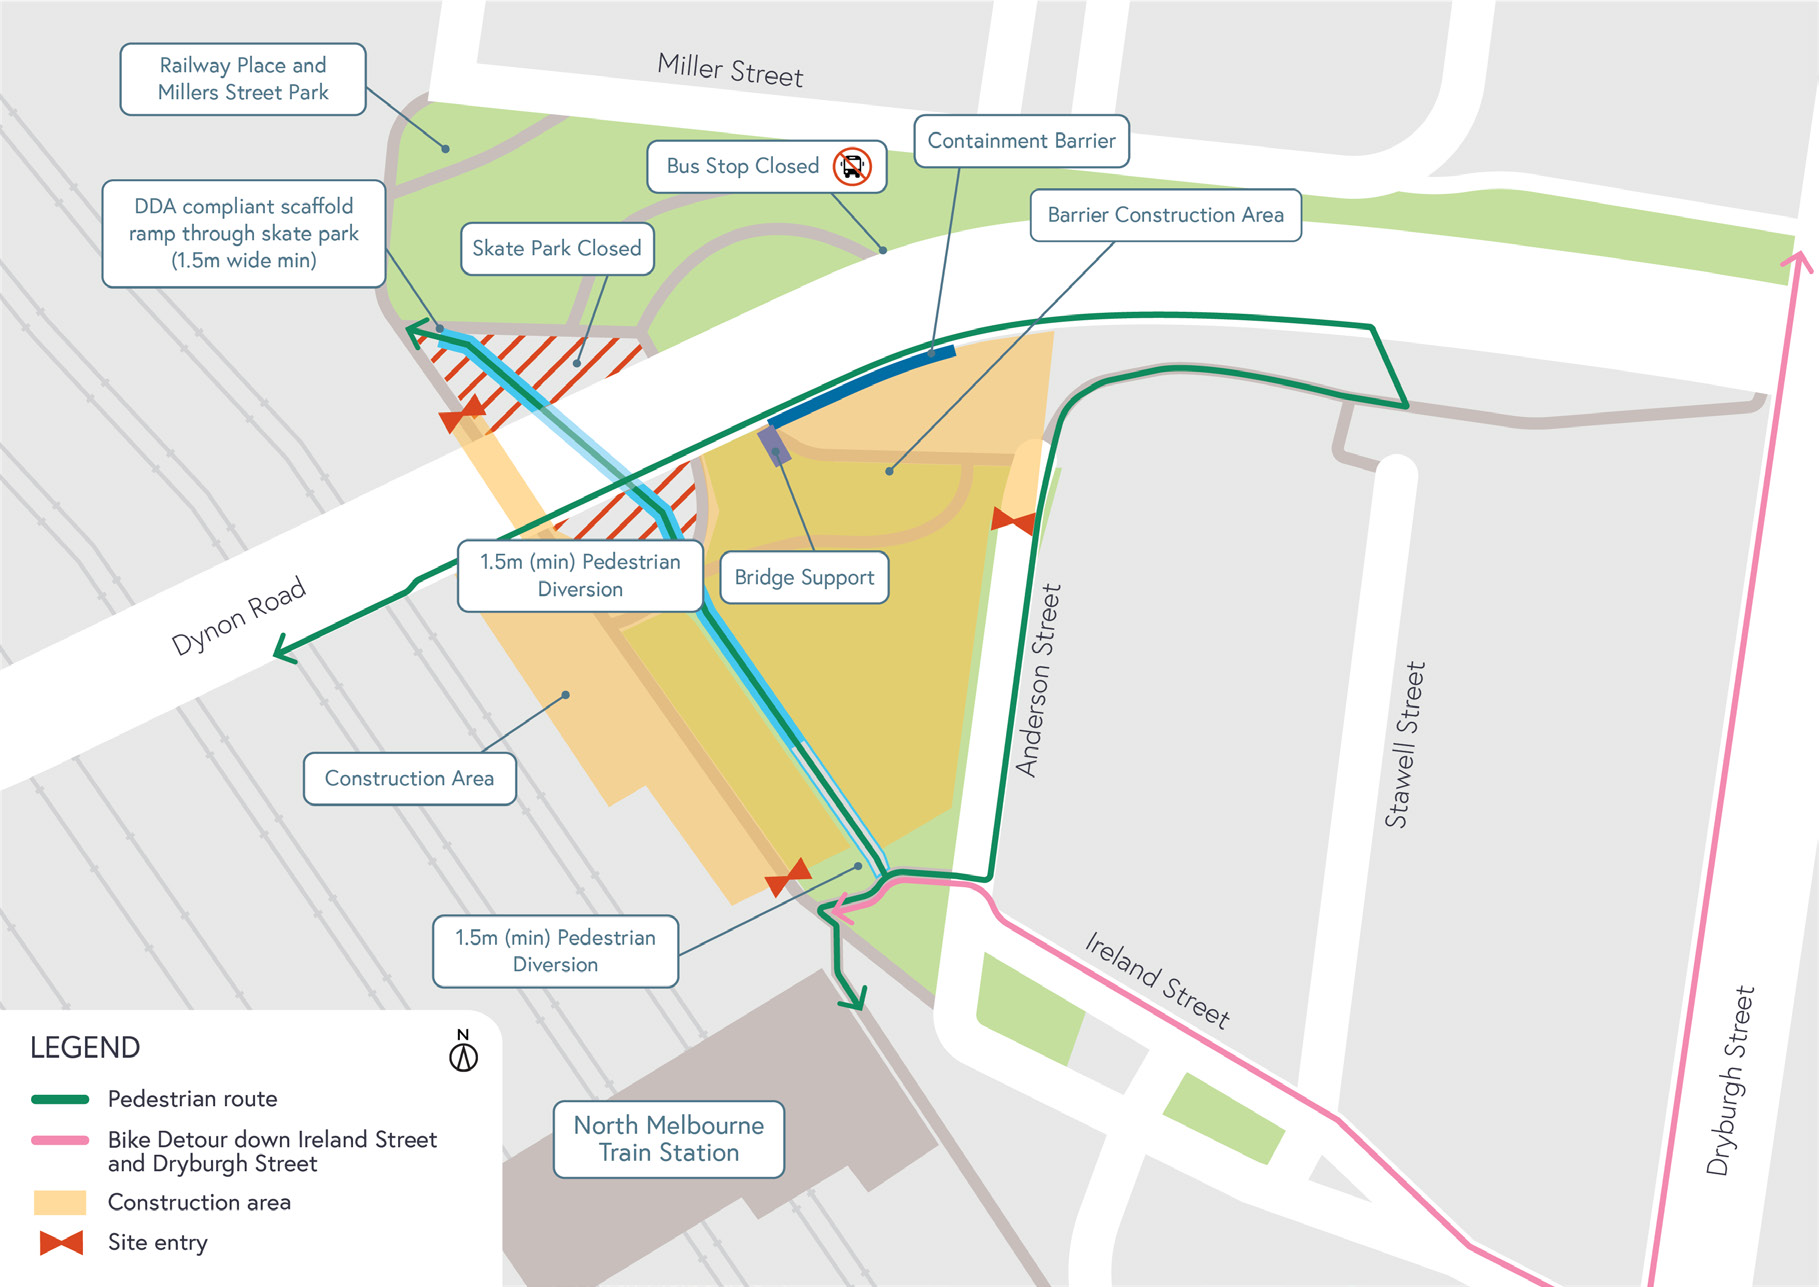 Miller Street
Railway Place and
Millers Street Park
Containment Barrier
Bus Stop Closed
DDA compliant scaffold
ramp through skate park
(1.5m wide min)
Barrier Construction Area
Skate Park Closed
1.5m (min) Pedestrian
Diversion
Bridge Support
Dynon Road
Anderson Street
Stawell Street
Construction Area
1.5m (min) Pedestrian
Diversion
Ireland Street
Dryburgh Street
North Melbourne
Train Station
LEGEND
N
Pedestrian route
Bike Detour down Ireland Street
and Dryburgh Street
Construction area
Site entry